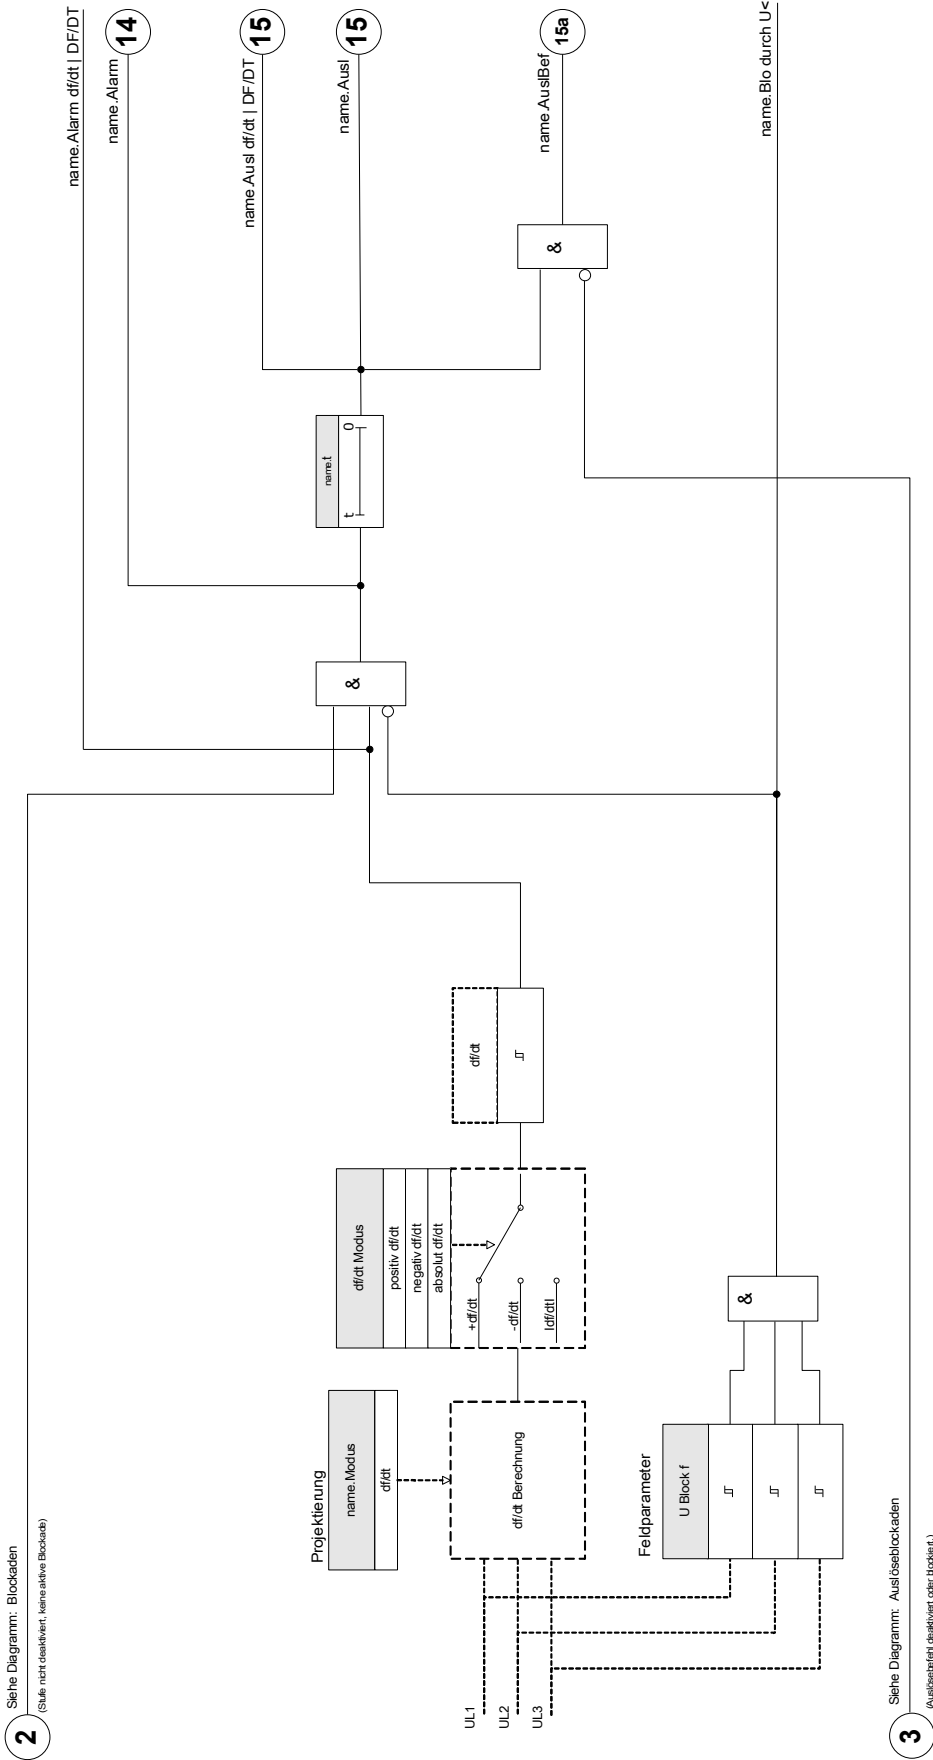 2
Siehe Diagramm: Blockaden
(Stufe nicht deaktiviert, keine aktive Blockade)
name.Alarm df/dt | DF/DT
14
name.Alarm
15
name.Ausl df/dt | DF/DT
15
name.Ausl
15a
name.AuslBef
name.Blo durch U<
&
name.t
t
0
&
Projektierung
name.Modus
df/dt
df/dt Modus
positiv df/dt
negativ df/dt
absolut df/dt
+df/dt
-df/dt
|df/dt|
df/dt
df/dt Berechnung
UL1
UL2
UL3
Feldparameter
U Block f
&
3
Siehe Diagramm: Auslöseblockaden
(Auslösebefehl deaktiviert oder blockiert.)